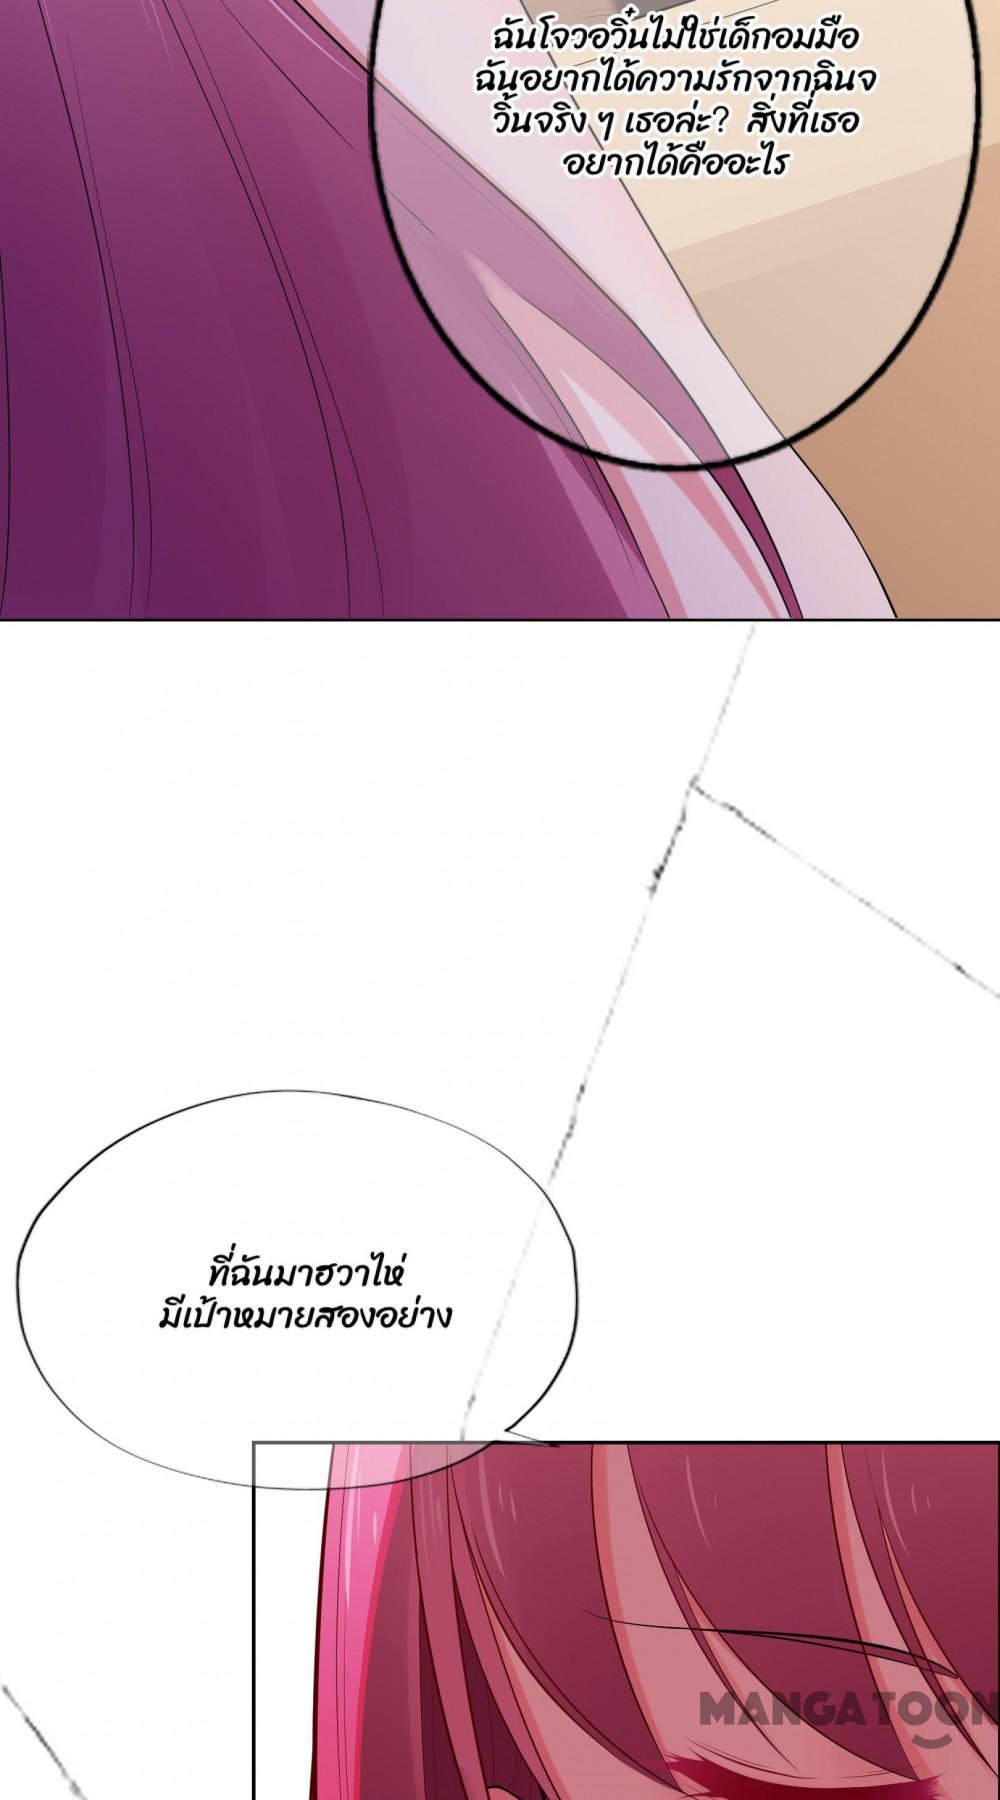 ฉันโจวอวิ๋นไม่ใช่เด็กอมมือ
ฉันอยากได้ความรักจากฉินจ
วิ้นจริง ๆ เธอล่ะ? สิ่งที่เธอ
อยากได้คืออะไร
ที่ฉันมาฮวาไห่
มีเป้าหมายสองอย่าง
MANGATOON